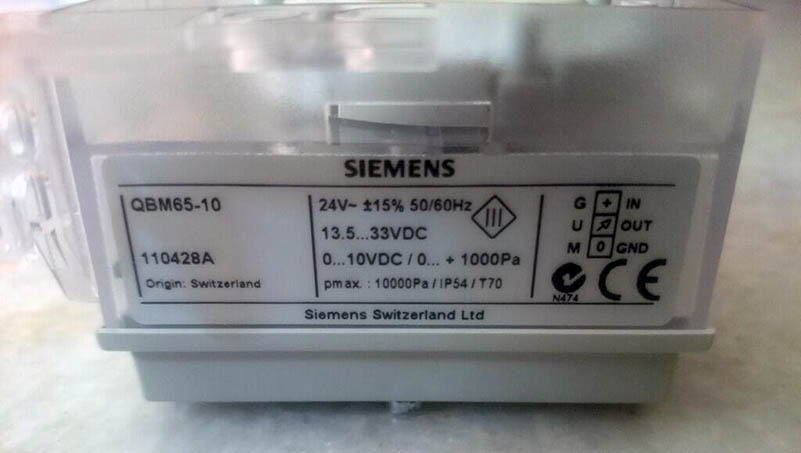 SIEMENS
QBM65-10
110428A
Origin: Switzerland
24V~ ±15% 50/60Hz
13.5...33VDC
0...10VDC / 0... + 1000Pa
pmax. : 10000Pa / IP54 / T70
III
G + IN
U OUT
M 0 GND
N474
CE
Siemens Switzerland Ltd